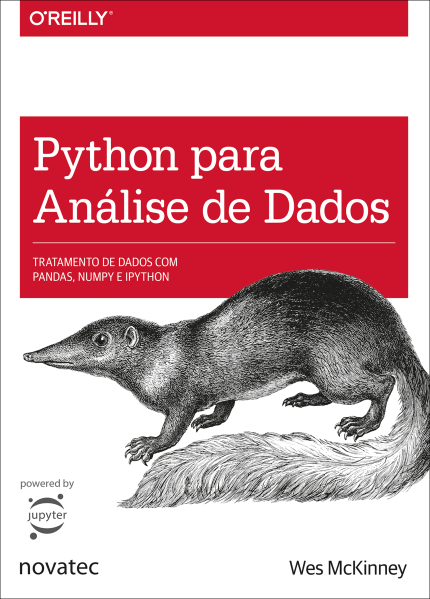 O'REILLY®
Python para
Análise de Dados
TRATAMENTO DE DADOS COM
PANDAS, NUMPY E IPYTHON
powered by
jupyter
novatec
Wes McKinney